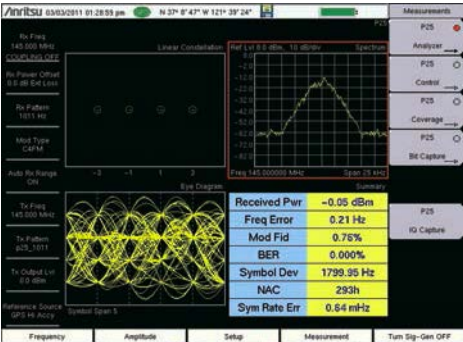 Anritsu 03/03/2011 01:28:59 pm N 37° 8' 47" W 121° 39' 24"
Measurements
Rx Freq
145.000 MHz
COUPLING OFF
Rx Power Offset
0.0 dB Ext Loss
Rx Pattern
1011 Hz
Mod Type
C4FM
Auto Rx Range
ON
Tx Freq
145.000 MHz
Tx Pattern
p25_1011
Tx Output Lvl
0.0 dBm
Reference Source
GPS Hi Accy
Linear Constellation
-3 -1 1 3
P25
Ref Lvl 0.0 dBm, 10 dB/div Spectrum
Freq 145.000000 MHz Span 25 kHz
Eye Diagram
Symbol Span 5
Summary
Received Pwr -0.05 dBm
Freq Error 0.21 Hz
Mod Fid 0.76%
BER 0.000%
Symbol Dev 1799.95 Hz
NAC 293h
Sym Rate Err 0.64 mHz
P25
Analyzer
P25
Control
P25
Coverage
P25
Bit Capture
P25
IQ Capture
Frequency Amplitude Setup Measurement Turn Sig-Gen OFF